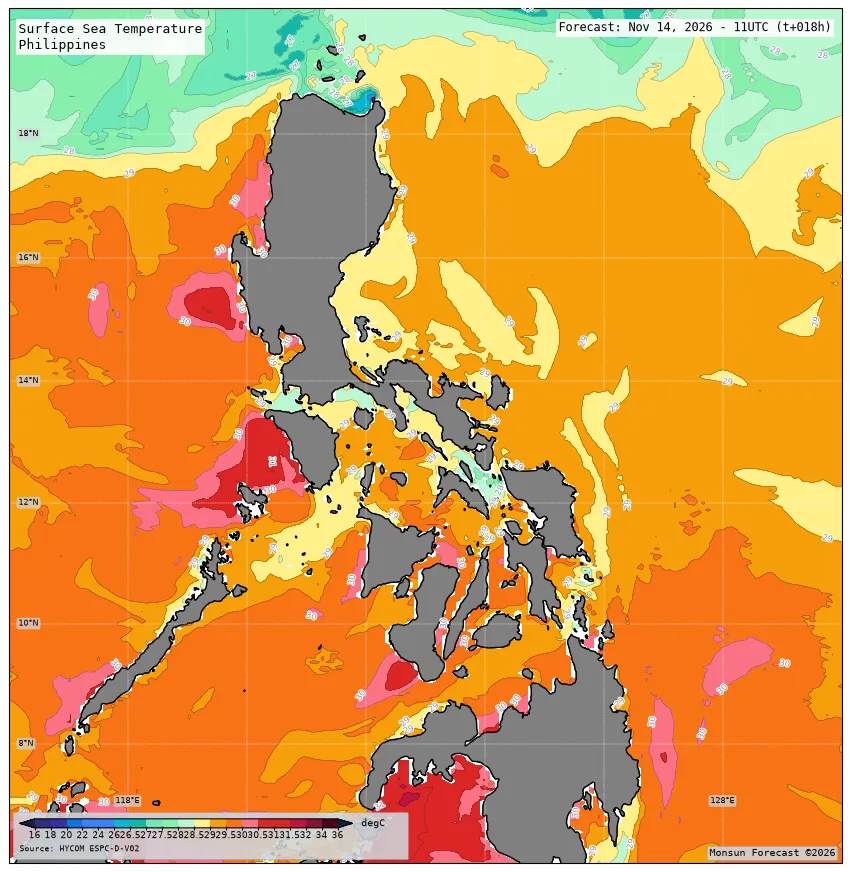 Surface Sea Temperature
Philippines
Forecast: Nov 14, 2026 - 11UTC (t+018h)
18°N
16°N
14°N
12°N
10°N
8°N
118°E
128°E
degC
16 18 20 22 24 26 26.5 27 27.5 28 28.5 29 29.5 30 30.5 31 31.5 32 34 36
Source: HYCOM ESPC-D-V02
Monsun Forecast ©2026